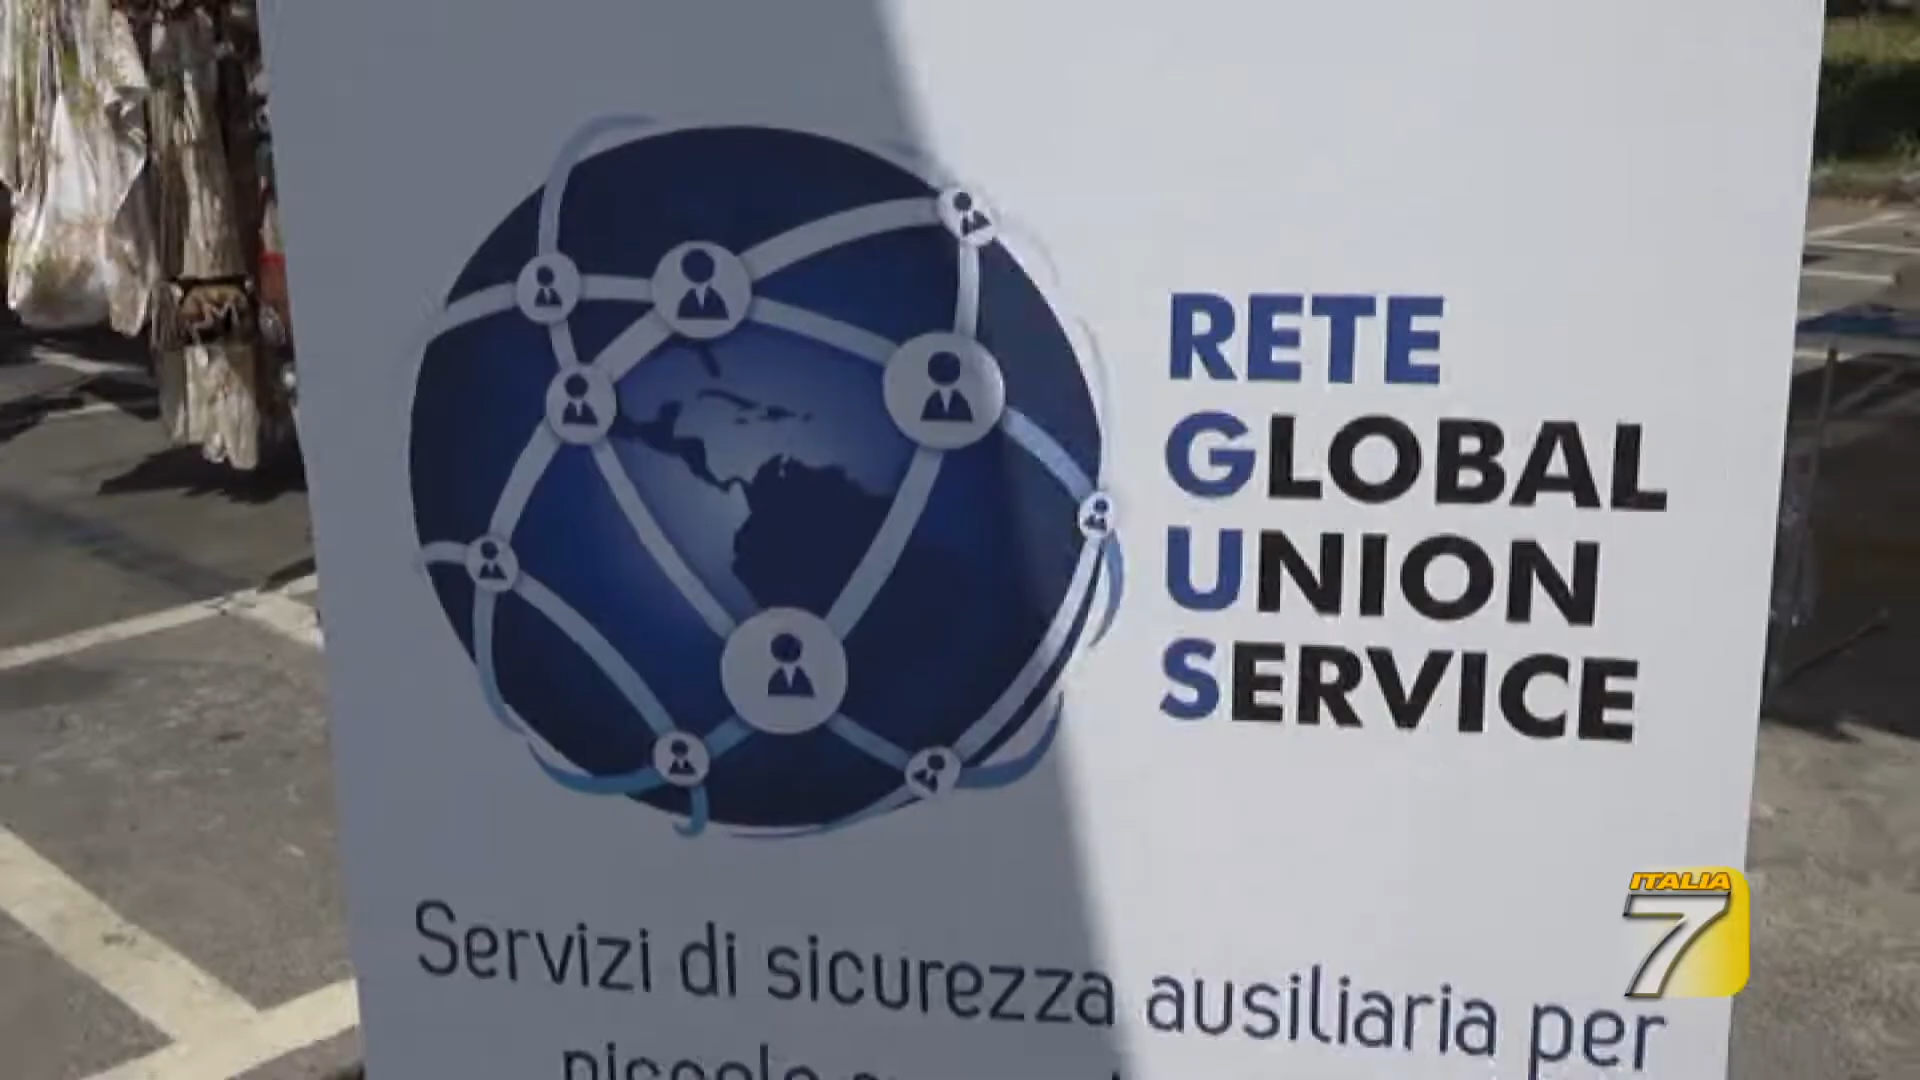 RETE
GLOBAL
UNION
SERVICE
Servizi di sicurezza ausiliaria per
ITALIA
7